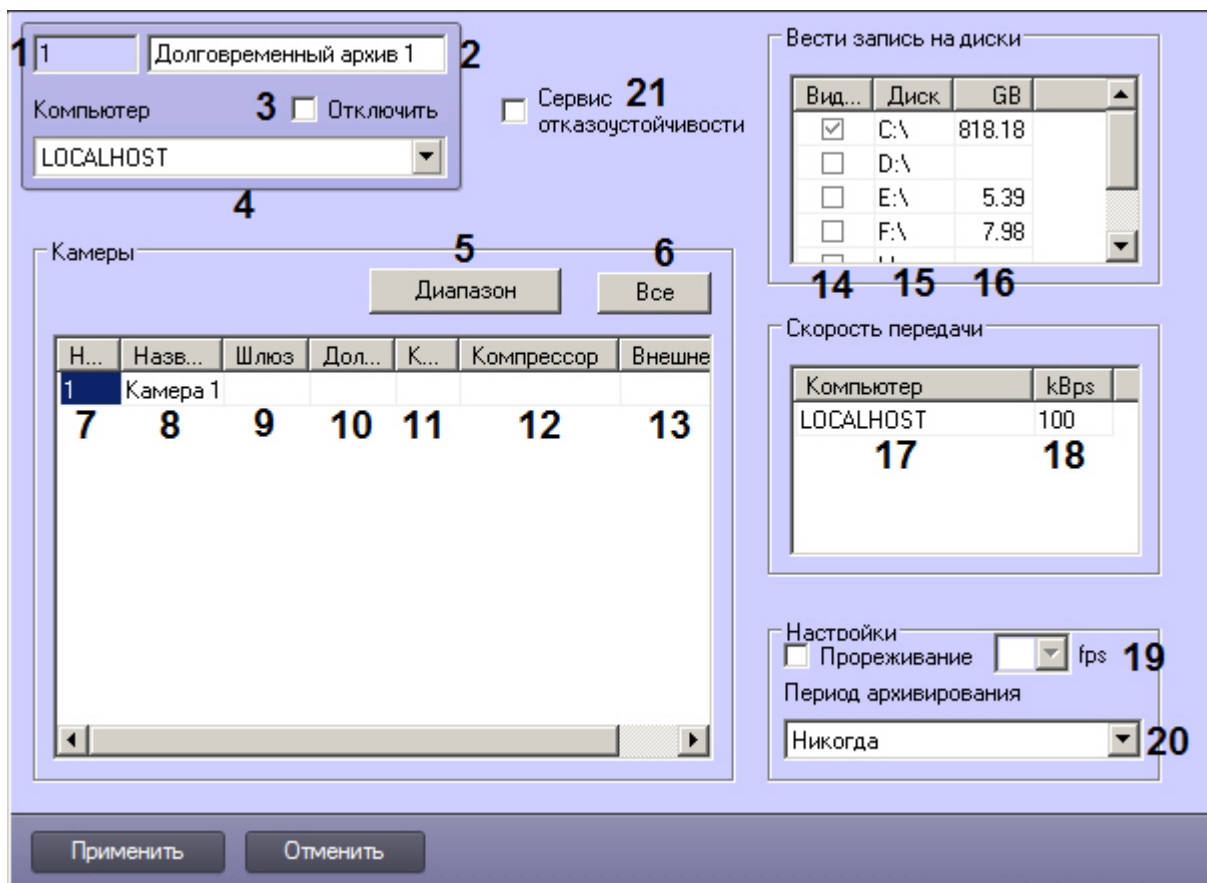 1 1 Долговременный архив 1 2
Компьютер 3 Отключить
LOCALHOST
4
Сервис 21
отказоустойчивости
Камеры
5 6
Диапазон Все
Н... Назв... Шлюз Дол... К... Компрессор Внешне
1 Камера 1
7 8 9 10 11 12 13
Вести запись на диски
Вид... Диск GB
C:\ 818.18
D:\
E:\ 5.39
F:\ 7.98
14 15 16
Скорость передачи
Компьютер kBps
LOCALHOST 100
17 18
Настройки
Прореживание fps 19
Период архивирования
Никогда 20
Применить Отменить